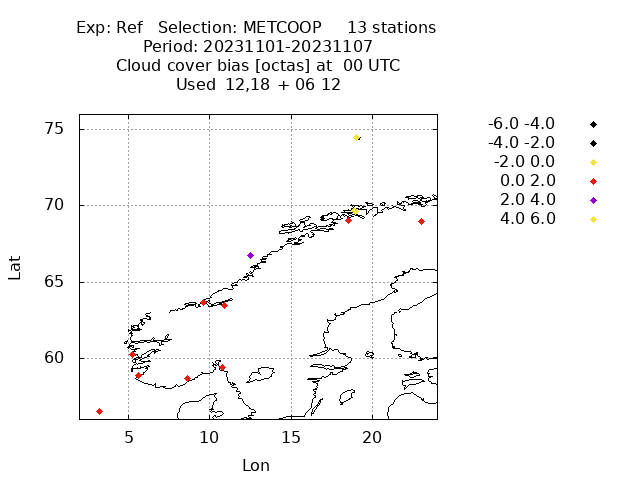 Exp: Ref   Selection: METCOOP     13 stations
Period: 20231101-20231107
Cloud cover bias [octas] at  00 UTC
Used  12,18  + 06 12
-6.0 -4.0
-4.0 -2.0
-2.0 0.0
0.0 2.0
2.0 4.0
4.0 6.0
75
70
65
60
Lat
5 10 15 20
Lon